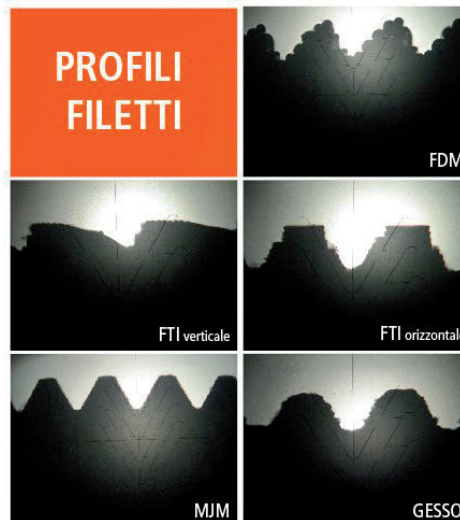 PROFILI
FILETTI
FDM
FTI verticale
FTI orizzontale
MJM
GESSO